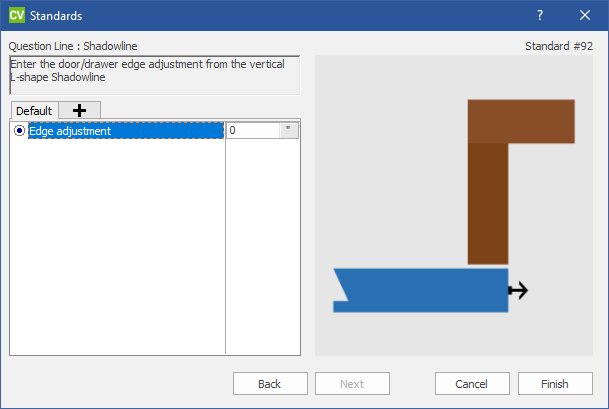 CV Standards ?
Question Line : Shadowline
Standard #92
Enter the door/drawer edge adjustment from the vertical
L-shape Shadowline
Default
Edge adjustment 0 "
Back Next Cancel Finish